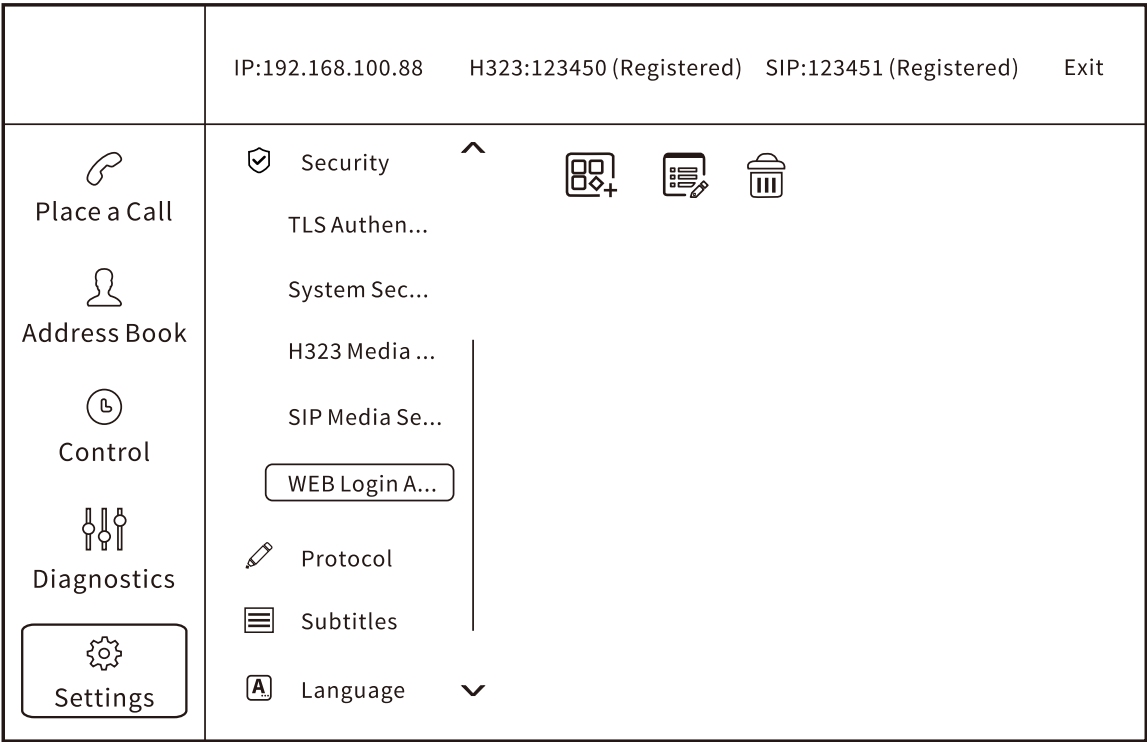 IP:192.168.100.88 H323:123450 (Registered) SIP:123451 (Registered) Exit
Place a Call
Address Book
Control
Diagnostics
Settings
Security
TLS Authen...
System Sec...
H323 Media ...
SIP Media Se...
WEB Login A...
Protocol
Subtitles
A... Language